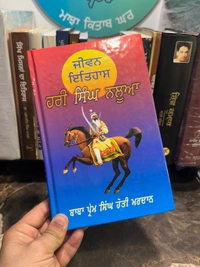 ਮਾਝਾ ਕਿਤਾਬ ਘਰ
ਜੀਵਨ
ਇਤਿਹਾਸ
ਹਰੀ ਸਿੰਘ ਨਲੂਆ
ਬਾਬਾ ਪ੍ਰੇਮ ਸਿੰਘ ਹੋਤੀ ਮਰਦਾਨ